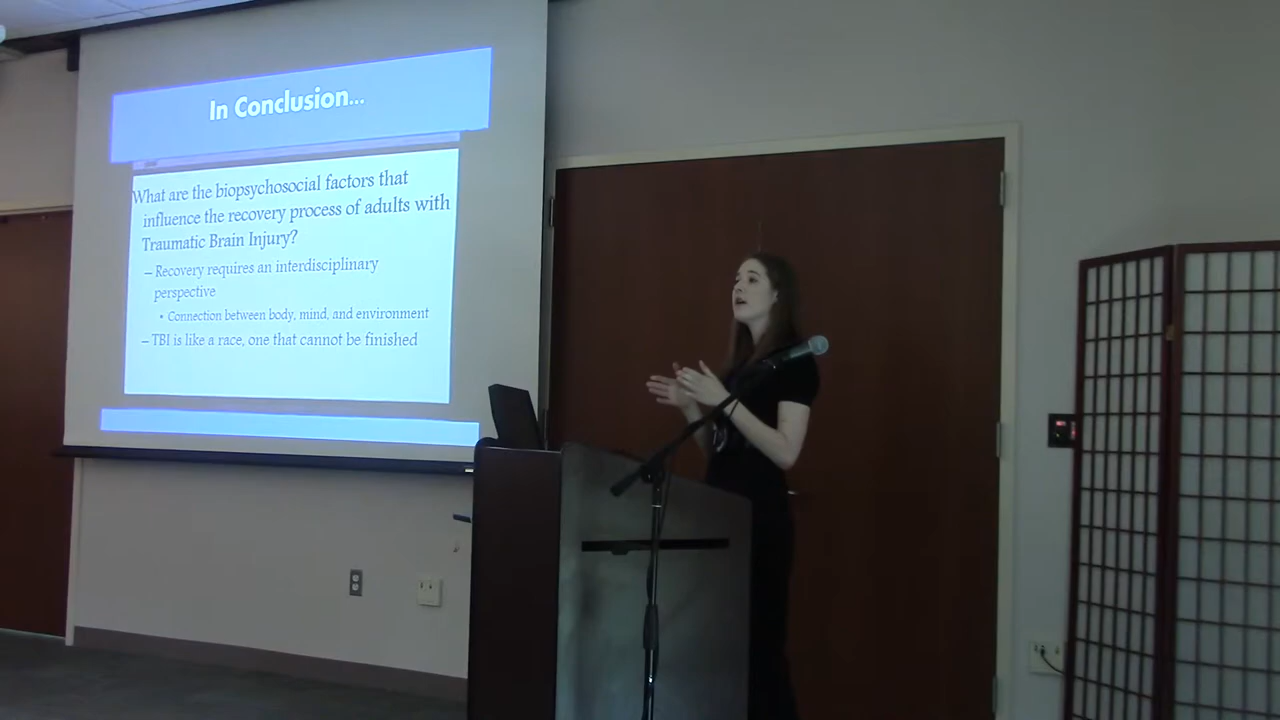 In Conclusion...
What are the biopsychosocial factors that
influence the recovery process of adults with
Traumatic Brain Injury?
– Recovery requires an interdisciplinary
perspective
• Connection between body, mind, and environment
– TBI is like a race, one that cannot be finished